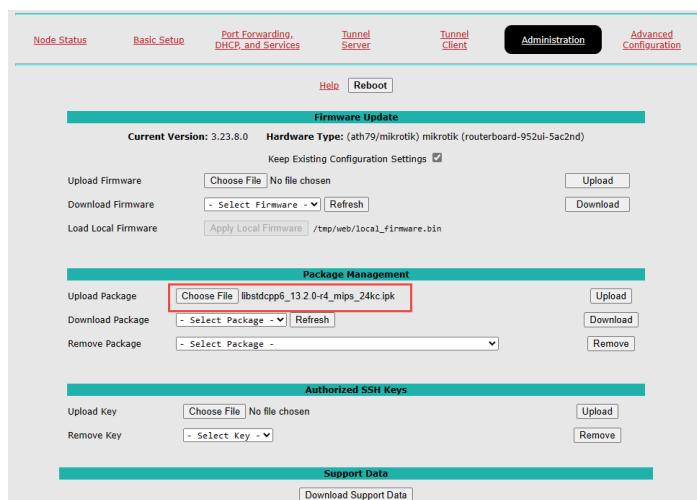 Node Status Basic Setup Port Forwarding, DHCP, and Services Tunnel Server Tunnel Client Administration Advanced Configuration
Help Reboot
Firmware Update
Current Version: 3.23.8.0 Hardware Type: (ath79/mikrotik) mikrotik (routerboard-952ui-5ac2nd)
Keep Existing Configuration Settings
Upload Firmware Choose File No file chosen Upload
Download Firmware - Select Firmware - Refresh Download
Load Local Firmware Apply Local Firmware /tmp/web/local_firmware.bin
Package Management
Upload Package Choose File libstdcpp6_13.2.0-r4_mips_24kc.ipk Upload
Download Package - Select Package - Refresh Download
Remove Package - Select Package - Remove
Authorized SSH Keys
Upload Key Choose File No file chosen Upload
Remove Key - Select Key - Remove
Support Data
Download Support Data